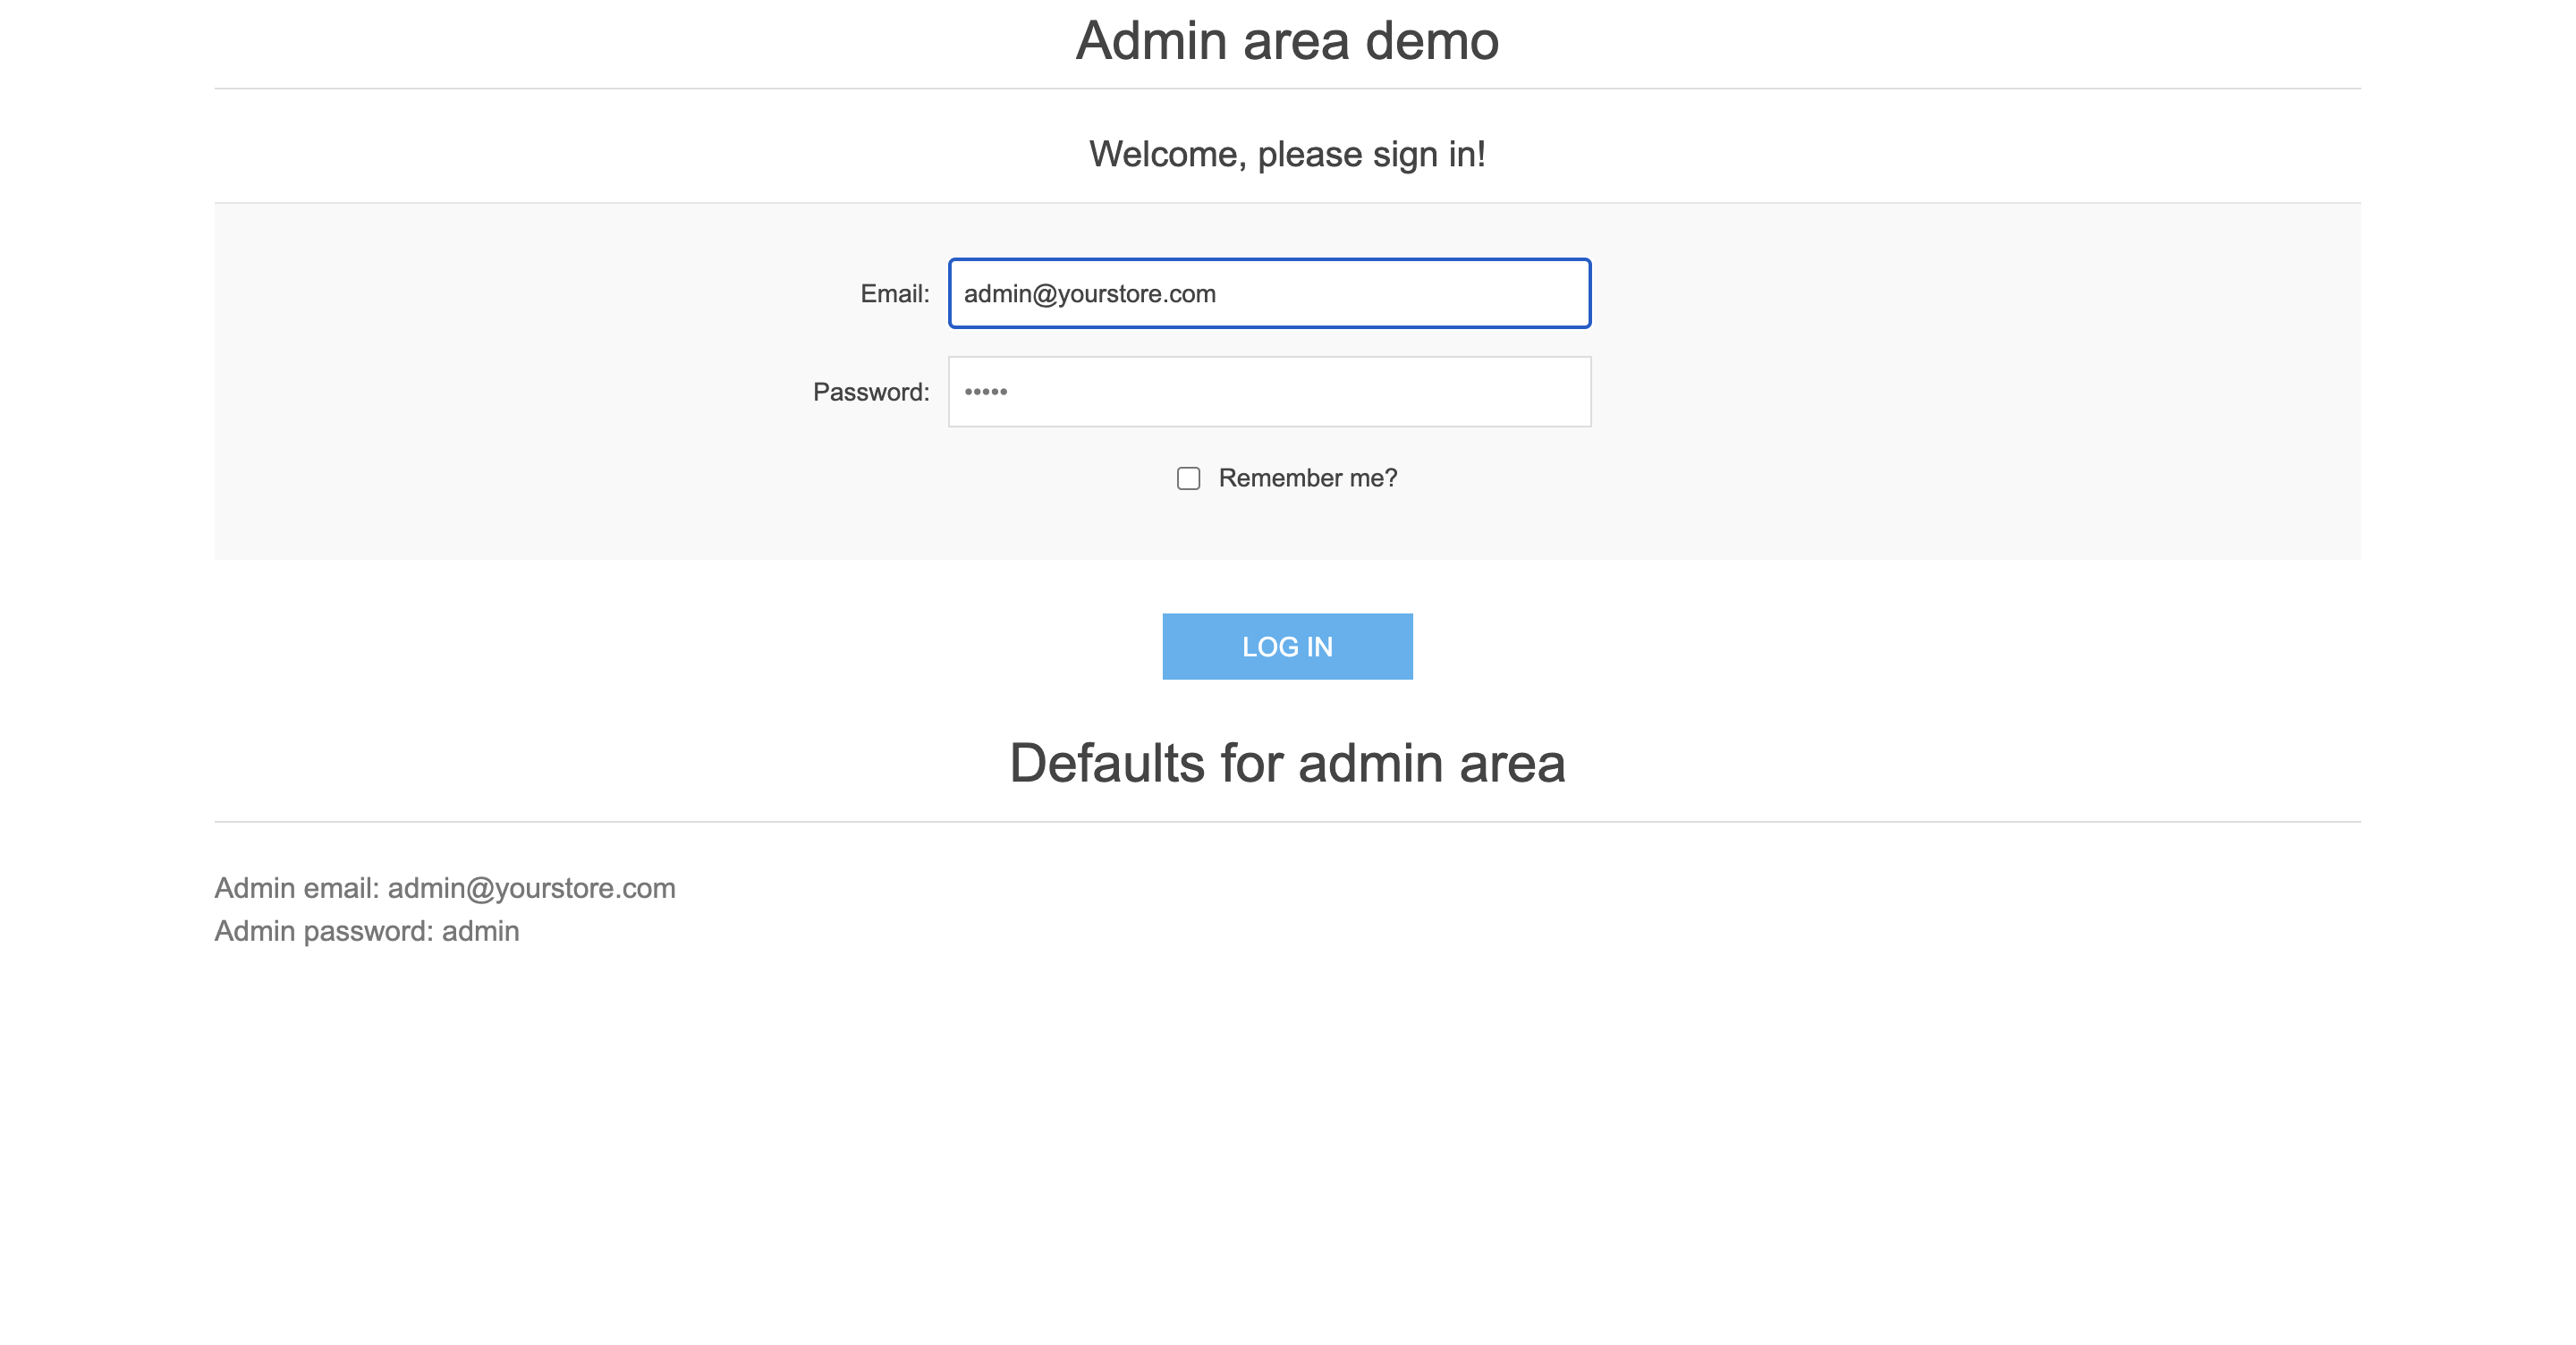 Admin area demo
Welcome, please sign in!
Email: admin@yourstore.com
Password: •••••
Remember me?
LOG IN
Defaults for admin area
Admin email: admin@yourstore.com
Admin password: admin